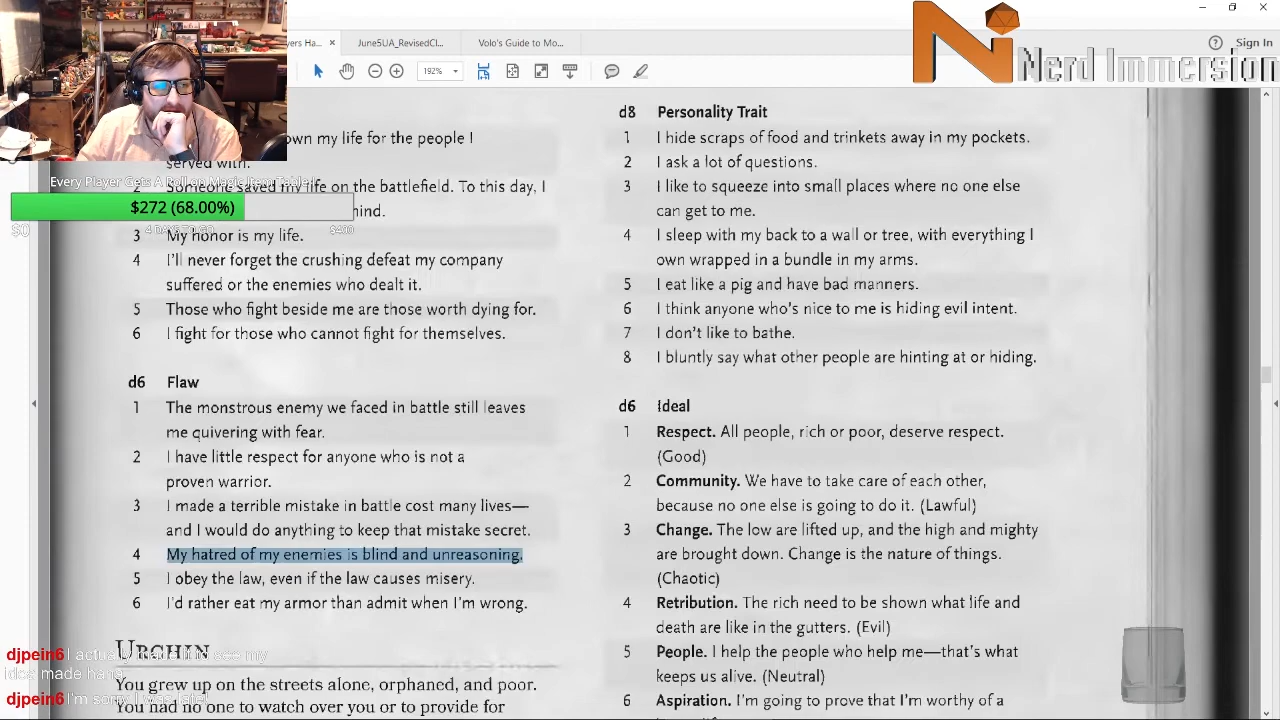 ers Ha...
June5UA_RevisedCl...
Volo's Guide to Mo...
Sign In
192%
Nerd Immersion
own my life for the people I
served with.
Every Player Gets A Roll on Magic Item Table!
2 Someone saved my life on the battlefield. To this day, I
$272 (68.00%)
mind.
$0
4 DAYS TO GO
$400
3 My honor is my life.
4 I'll never forget the crushing defeat my company
suffered or the enemies who dealt it.
5 Those who fight beside me are those worth dying for.
6 I fight for those who cannot fight for themselves.
d6 Flaw
1 The monstrous enemy we faced in battle still leaves
me quivering with fear.
2 I have little respect for anyone who is not a
proven warrior.
3 I made a terrible mistake in battle cost many lives—
and I would do anything to keep that mistake secret.
4 My hatred of my enemies is blind and unreasoning.
5 I obey the law, even if the law causes misery.
6 I'd rather eat my armor than admit when I'm wrong.
URCHIN
You grew up on the streets alone, orphaned, and poor.
You had no one to watch over you or to provide for
djpein6 I actually made it to see my
idea made haha
djpein6 I'm sorry I was late!
d8 Personality Trait
1 I hide scraps of food and trinkets away in my pockets.
2 I ask a lot of questions.
3 I like to squeeze into small places where no one else
can get to me.
4 I sleep with my back to a wall or tree, with everything I
own wrapped in a bundle in my arms.
5 I eat like a pig and have bad manners.
6 I think anyone who's nice to me is hiding evil intent.
7 I don't like to bathe.
8 I bluntly say what other people are hinting at or hiding.
d6 Ideal
1 Respect. All people, rich or poor, deserve respect.
(Good)
2 Community. We have to take care of each other,
because no one else is going to do it. (Lawful)
3 Change. The low are lifted up, and the high and mighty
are brought down. Change is the nature of things.
(Chaotic)
4 Retribution. The rich need to be shown what life and
death are like in the gutters. (Evil)
5 People. I help the people who help me—that's what
keeps us alive. (Neutral)
6 Aspiration. I'm going to prove that I'm worthy of a